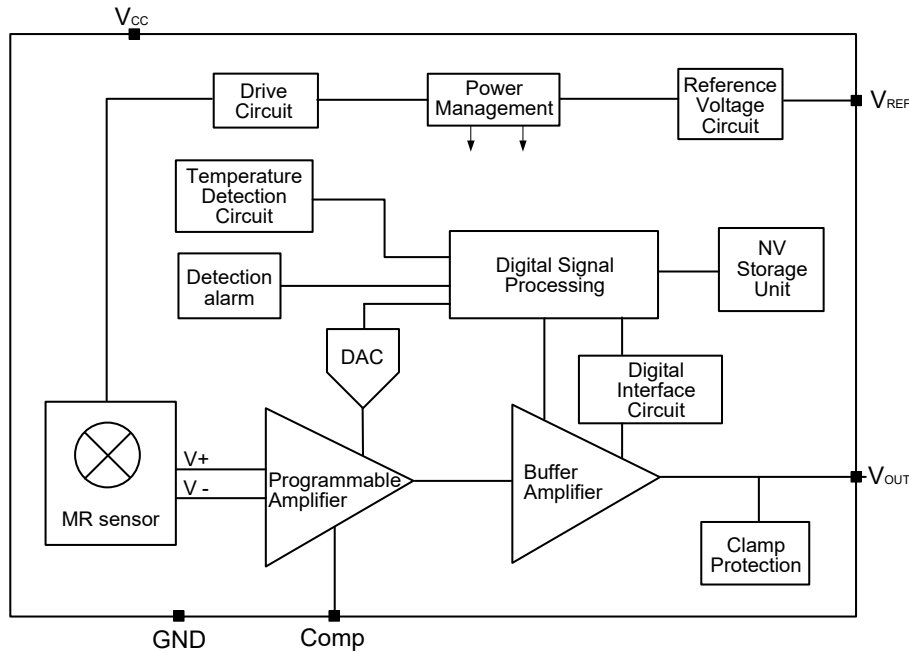 VCC
Drive
Circuit
Power
Management
Reference
Voltage
Circuit
VREF
Temperature
Detection
Circuit
Detection
alarm
Digital Signal
Processing
NV
Storage
Unit
DAC
Digital
Interface
Circuit
MR sensor
V+
V -
Programmable
Amplifier
Buffer
Amplifier
VOUT
Clamp
Protection
GND
Comp